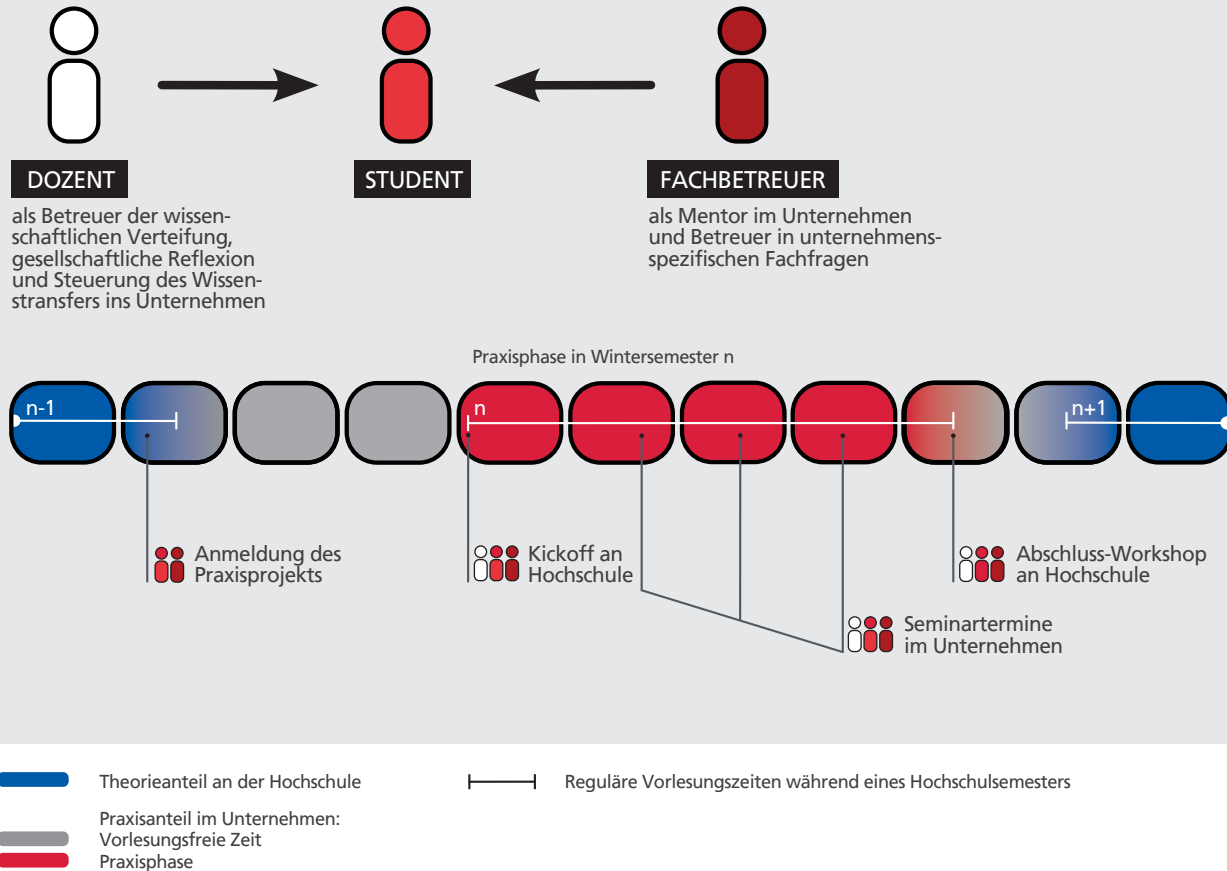 DOZENT
als Betreuer der wissen-
schaftlichen Verteifung,
gesellschaftliche Reflexion
und Steuerung des Wissen-
stransfers ins Unternehmen
STUDENT
FACHBETREUER
als Mentor im Unternehmen
und Betreuer in unternehmens-
spezifischen Fachfragen
Praxisphase in Wintersemester n
n-1
n
n+1
Anmeldung des
Praxisprojekts
Kickoff an
Hochschule
Abschluss-Workshop
an Hochschule
Seminartermine
im Unternehmen
Theorieanteil an der Hochschule
Reguläre Vorlesungszeiten während eines Hochschulsemesters
Praxisanteil im Unternehmen:
Vorlesungsfreie Zeit
Praxisphase